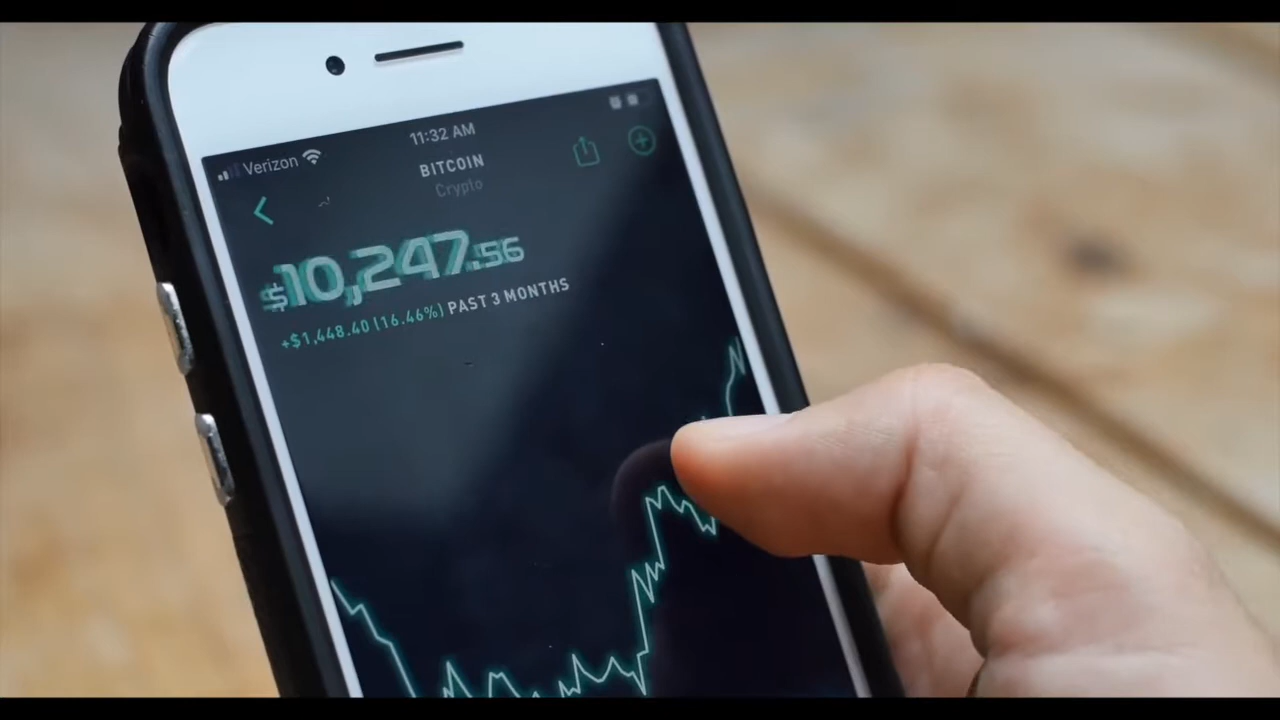 Verizon 11:32 AM
BITCOIN
Crypto
$10,247.56
+$1,448.40 (16.46%) PAST 3 MONTHS